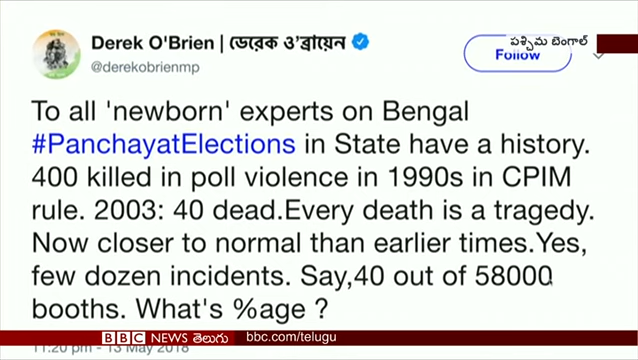 Derek O'Brien | ডেরেক ও'ব্রায়েন
@derekobrienmp
Follow
పశ్చిమ బెంగాల్
To all 'newborn' experts on Bengal
#PanchayatElections in State have a history.
400 killed in poll violence in 1990s in CPIM
rule. 2003: 40 dead.Every death is a tragedy.
Now closer to normal than earlier times.Yes,
few dozen incidents. Say,40 out of 58000
booths. What's %age ?
BBC NEWS తెలుగు bbc.com/telugu
11:20 pm - 13 May 2018